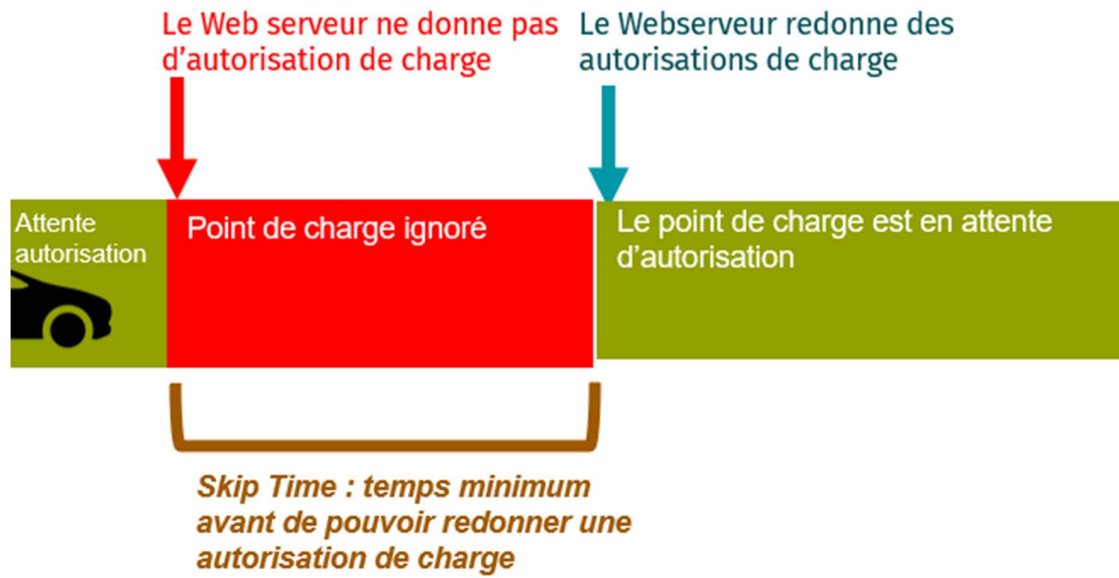 Le Web serveur ne donne pas
d'autorisation de charge
Le Webserveur redonne des
autorisations de charge
Attente
autorisation
Point de charge ignoré
Le point de charge est en attente
d'autorisation
Skip Time : temps minimum
avant de pouvoir redonner une
autorisation de charge